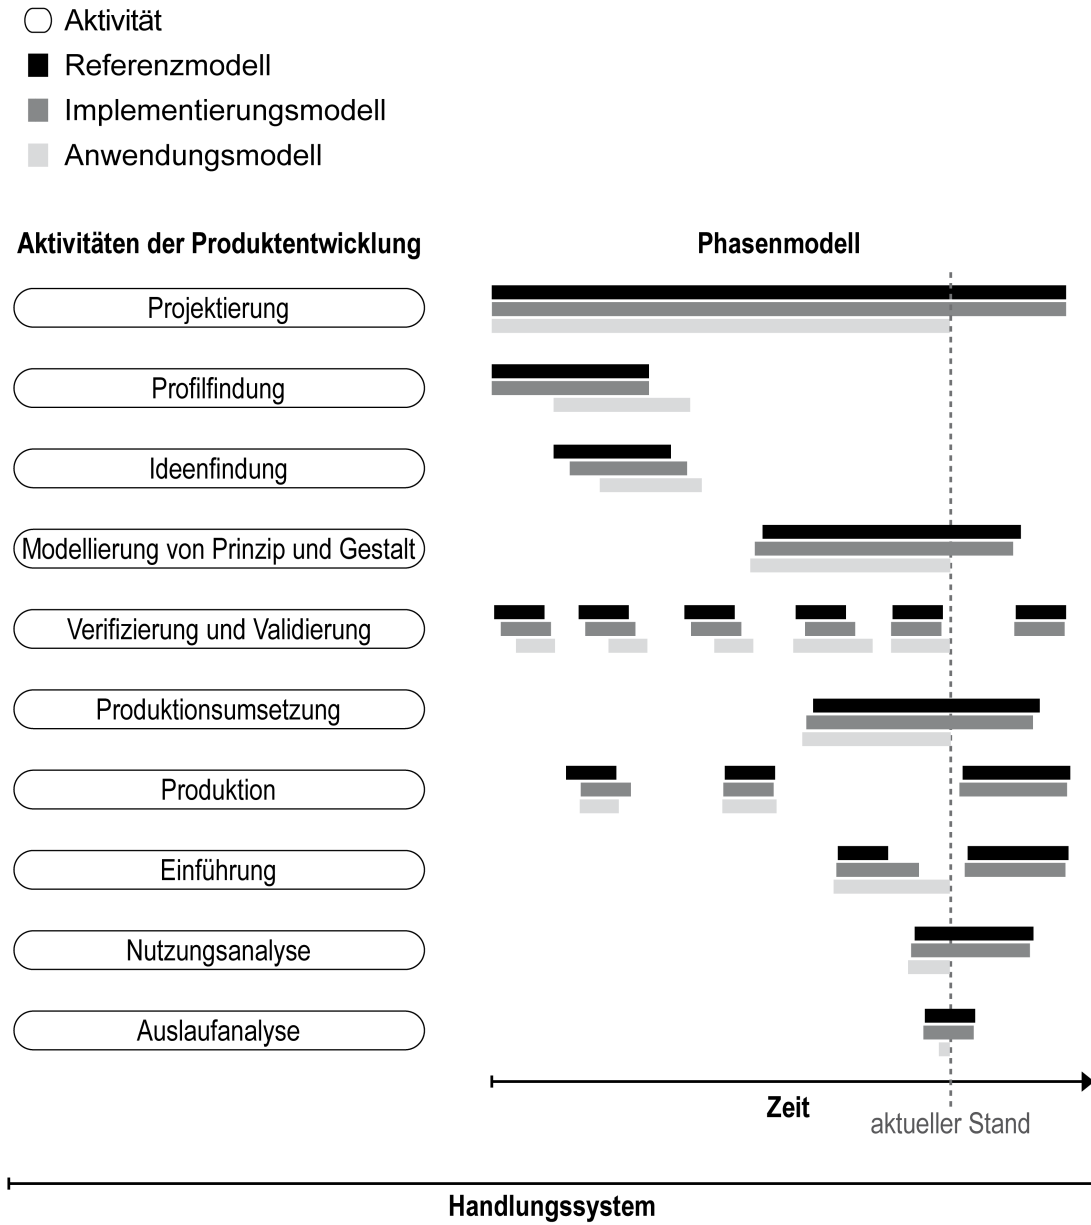 Aktivität
Referenzmodell
Implementierungsmodell
Anwendungsmodell
Aktivitäten der Produktentwicklung
Phasenmodell
Projektierung
Profilfindung
Ideenfindung
Modellierung von Prinzip und Gestalt
Verifizierung und Validierung
Produktionsumsetzung
Produktion
Einführung
Nutzungsanalyse
Auslaufanalyse
Zeit
aktueller Stand
Handlungssystem